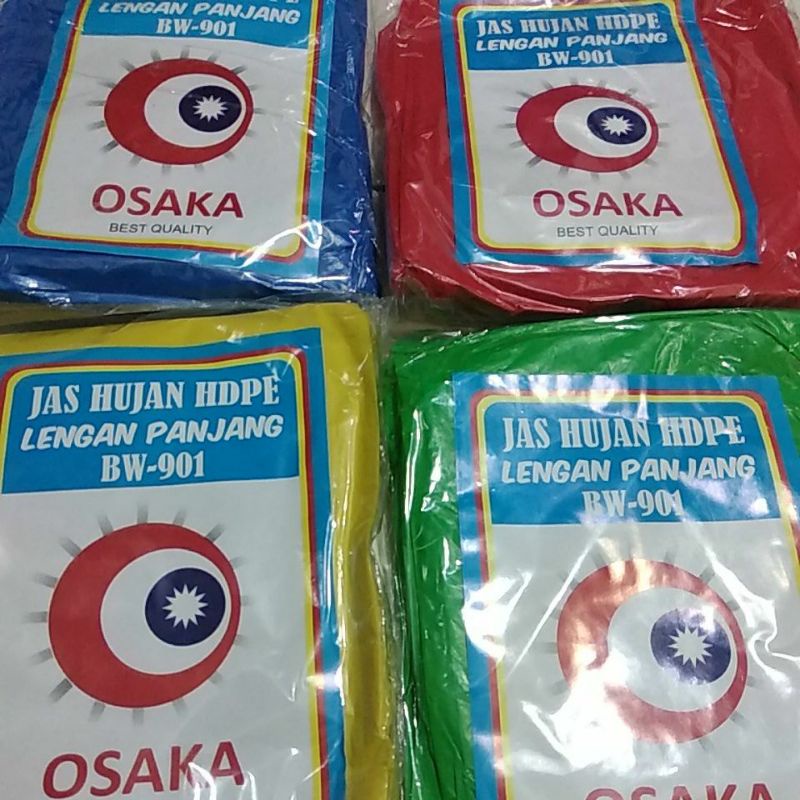 JAS HUJAN HDPE
LENGAN PANJANG
BW-901
OSAKA
BEST QUALITY
JAS HUJAN HDPE
LENGAN PANJANG
BW-901
OSAKA
BEST QUALITY
JAS HUJAN HDPE
LENGAN PANJANG
BW-901
OSAKA
JAS HUJAN HDPE
LENGAN PANJANG
BW-901
OSAKA